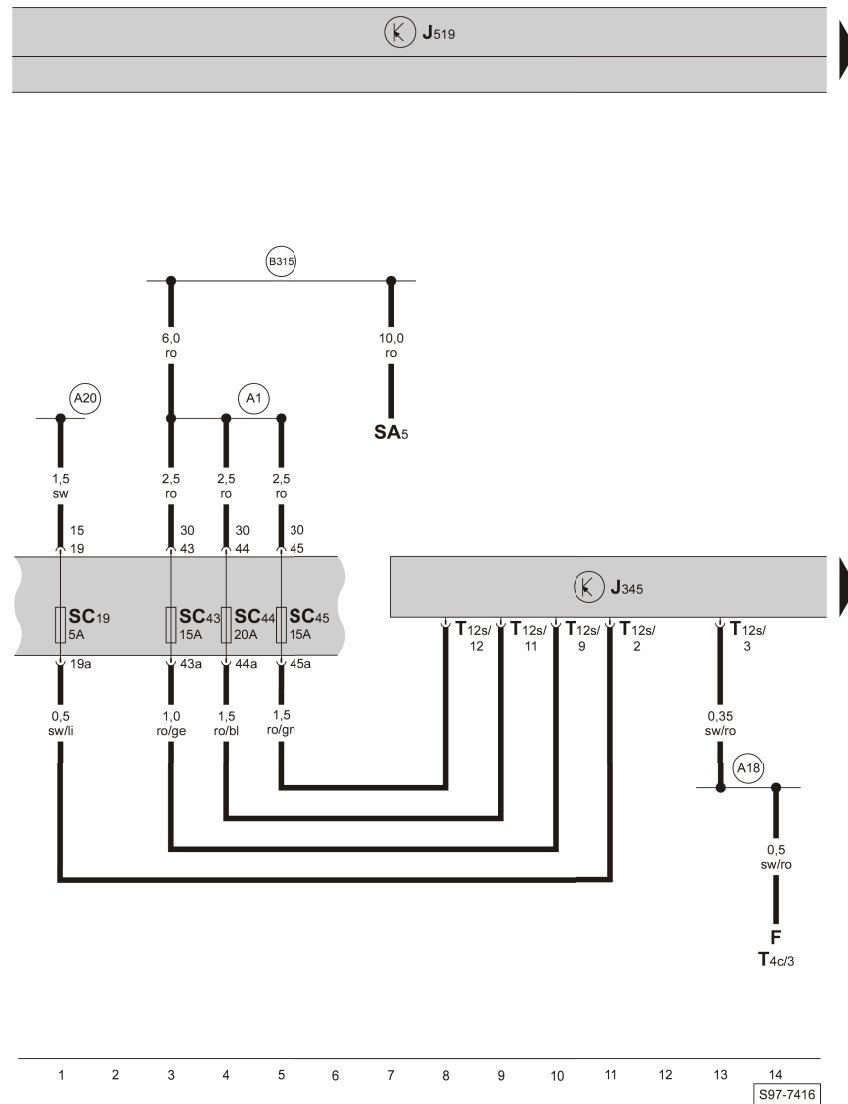 J519
B315
6,0 10,0
ro ro
A20 A1
SA5
1,5 2,5 2,5 2,5
sw ro ro ro
15 30 30 30
19 43 44 45
J345
SC19 SC43 SC44 SC45
5A 15A 20A 15A
T12s/ T12s/ T12s/ T12s/ T12s/
12 11 9 2 3
19a 43a 44a 45a
0,5 1,0 1,5 1,5 0,35
sw/li ro/ge ro/bl ro/gn sw/ro
A18
0,5
sw/ro
F
T4c/3
1 2 3 4 5 6 7 8 9 10 11 12 13 14
S97-7416